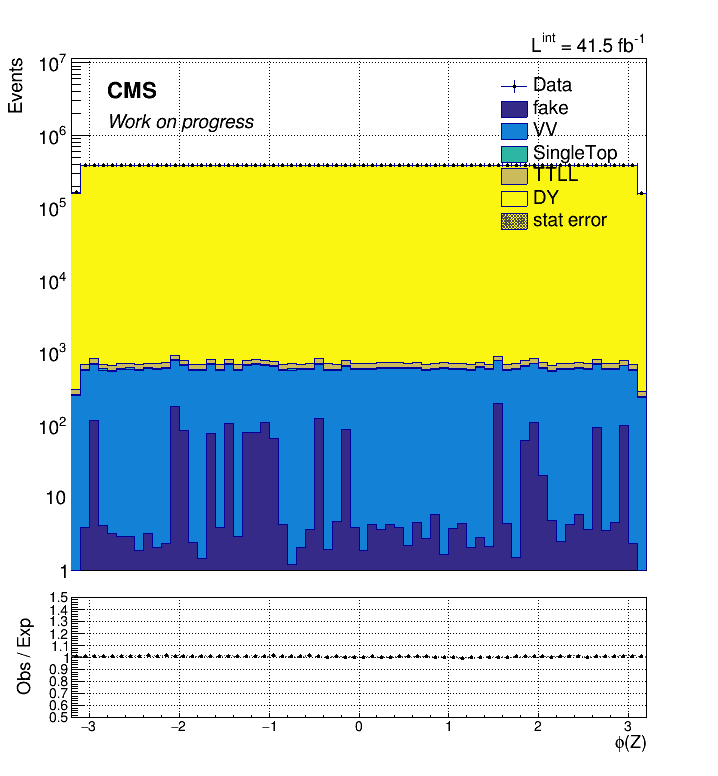 L^int = 41.5 fb^-1
Events
CMS
Work on progress
Data
fake
VV
SingleTop
TTLL
DY
stat error
10^7
10^6
10^5
10^4
10^3
10^2
10
1
Obs / Exp
1.5
1.4
1.3
1.2
1.1
1
0.9
0.8
0.7
0.6
0.5
−3 −2 −1 0 1 2 3
ϕ(Z)